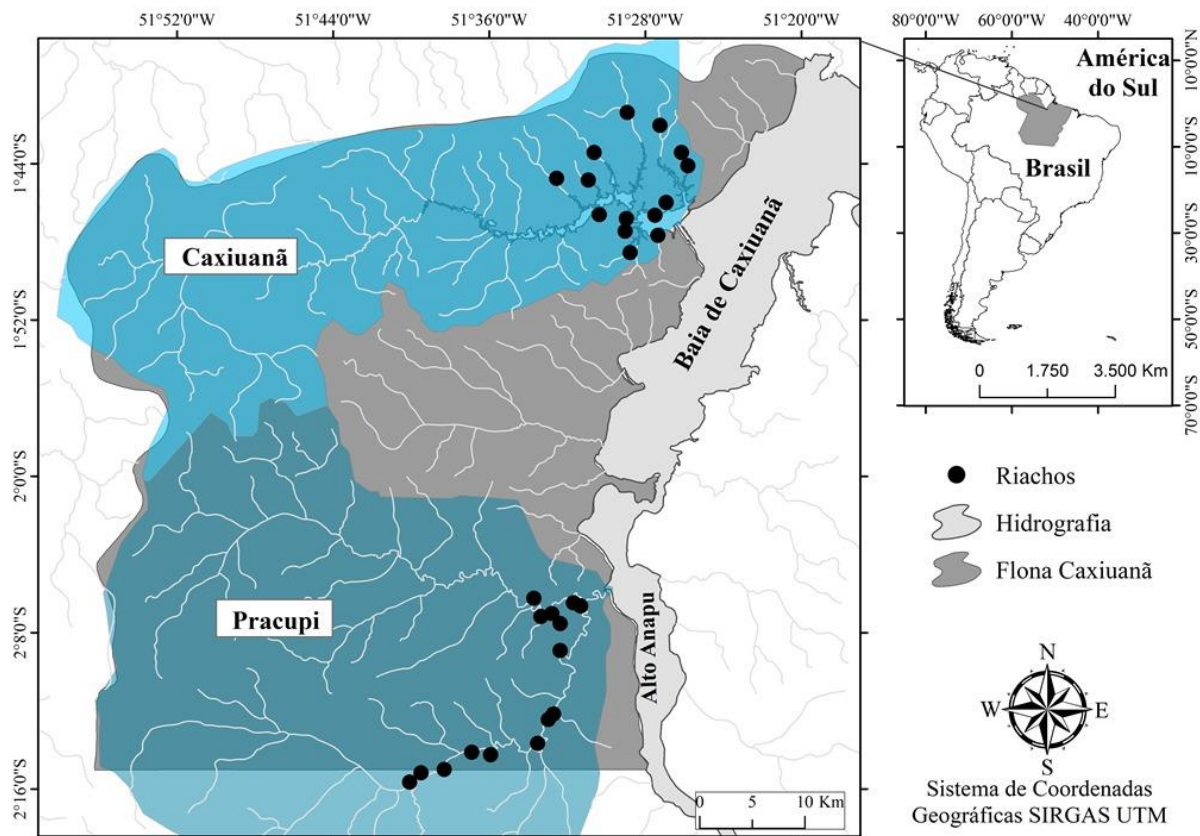 51°52'0"W 51°44'0"W 51°36'0"W 51°28'0"W 51°20'0"W
1°44'0"S
1°52'0"S
2°0'0"S
2°8'0"S
2°16'0"S
Caxiuanã
Pracupi
Baia de Caxiuanã
Alto Anapu
0 5 10 Km
80°0'0"W 60°0'0"W 40°0'0"W
10°0'0"N
10°0'0"S
30°0'0"S
50°0'0"S
70°0'0"S
América
do Sul
Brasil
0 1.750 3.500 Km
Riachos
Hidrografia
Flona Caxiuanã
N
W E
S
Sistema de Coordenadas
Geográficas SIRGAS UTM